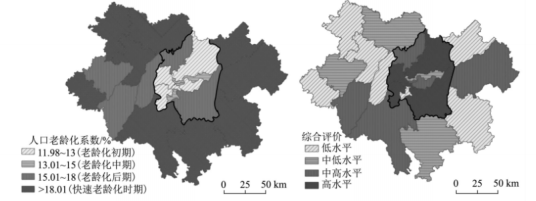 人口老龄化系数/%
11.98~13(老龄化初期)
13.01~15(老龄化中期)
15.01~18(老龄化后期)
>18.01(快速老龄化时期)
0 25 50 km
综合评价
低水平
中低水平
中高水平
高水平
0 25 50 km